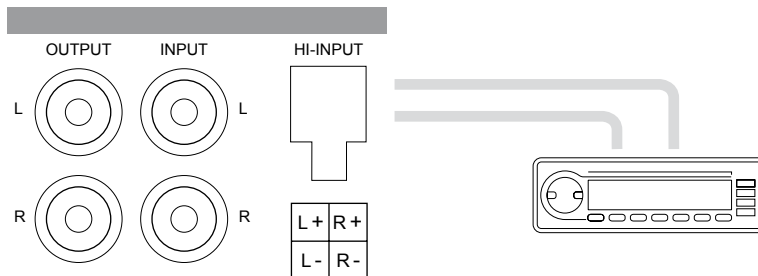 OUTPUT INPUT HI-INPUT
L L
R R
L+ R+
L- R-